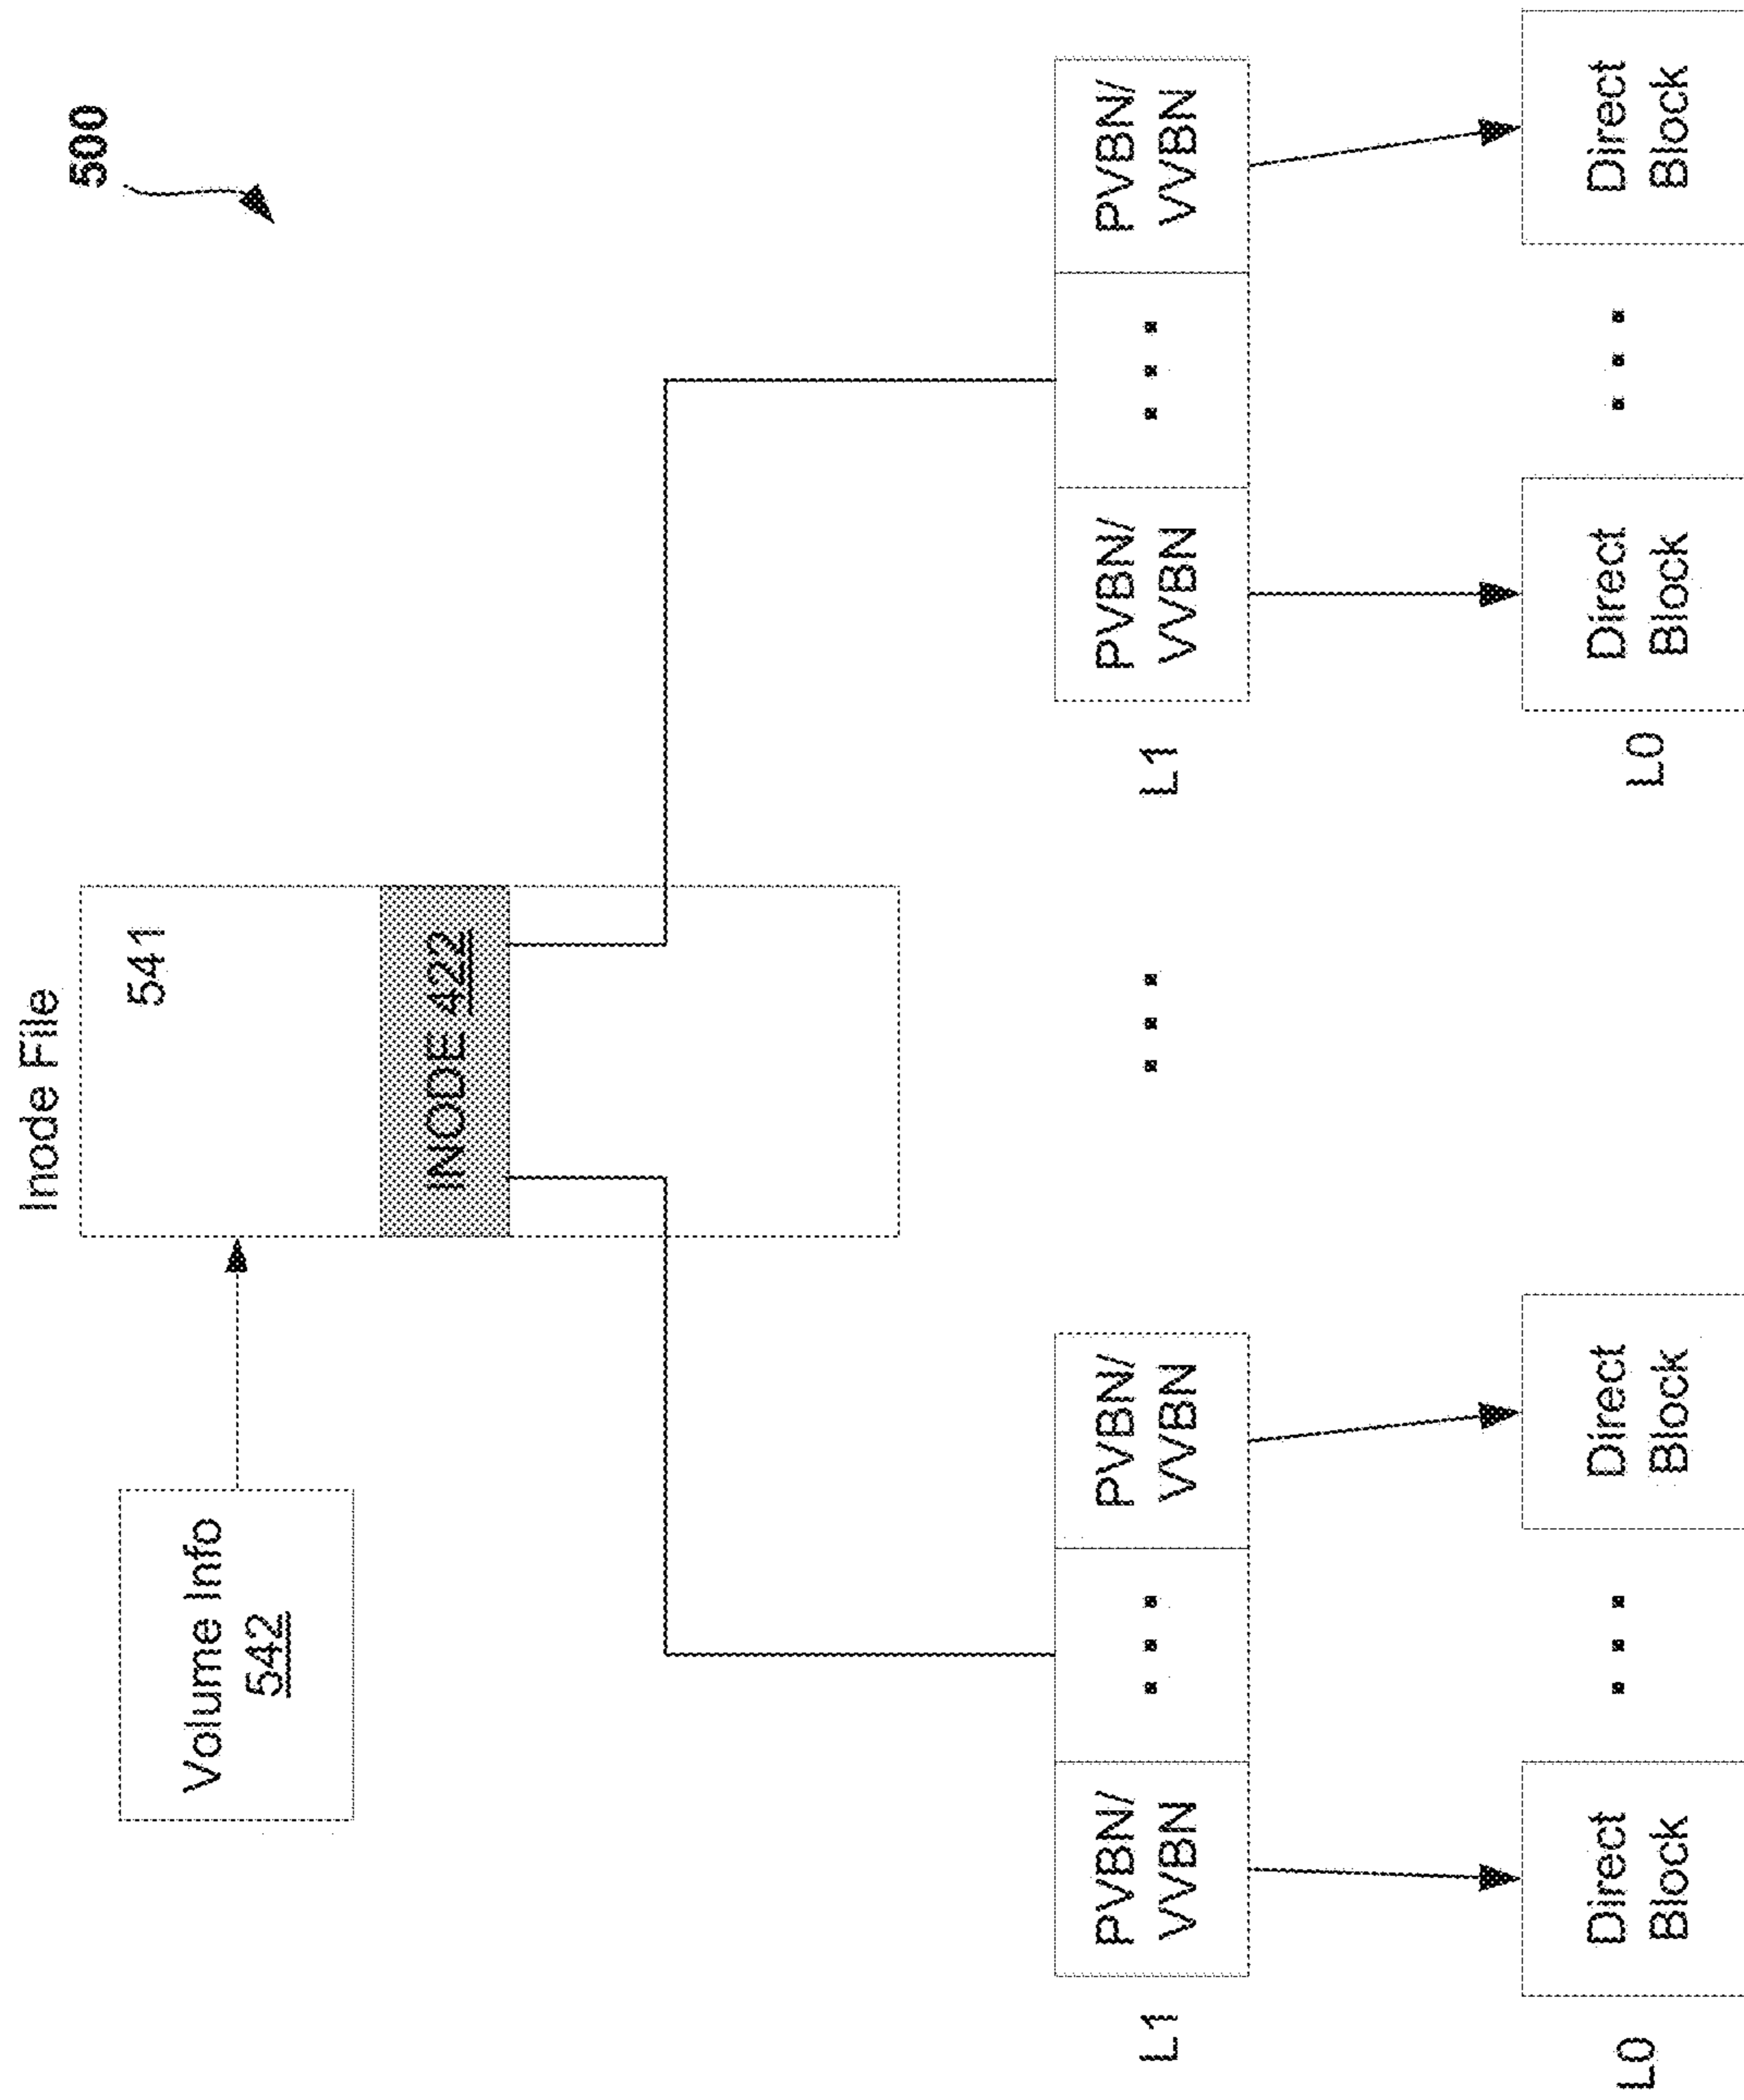 500
Inode File
541
Volume Info
542
INODE 422
L1
PVBN/
VVBN
...
PVBN/
VVBN
...
L1
PVBN/
VVBN
...
PVBN/
VVBN
L0
Direct
Block
...
Direct
Block
L0
Direct
Block
...
Direct
Block